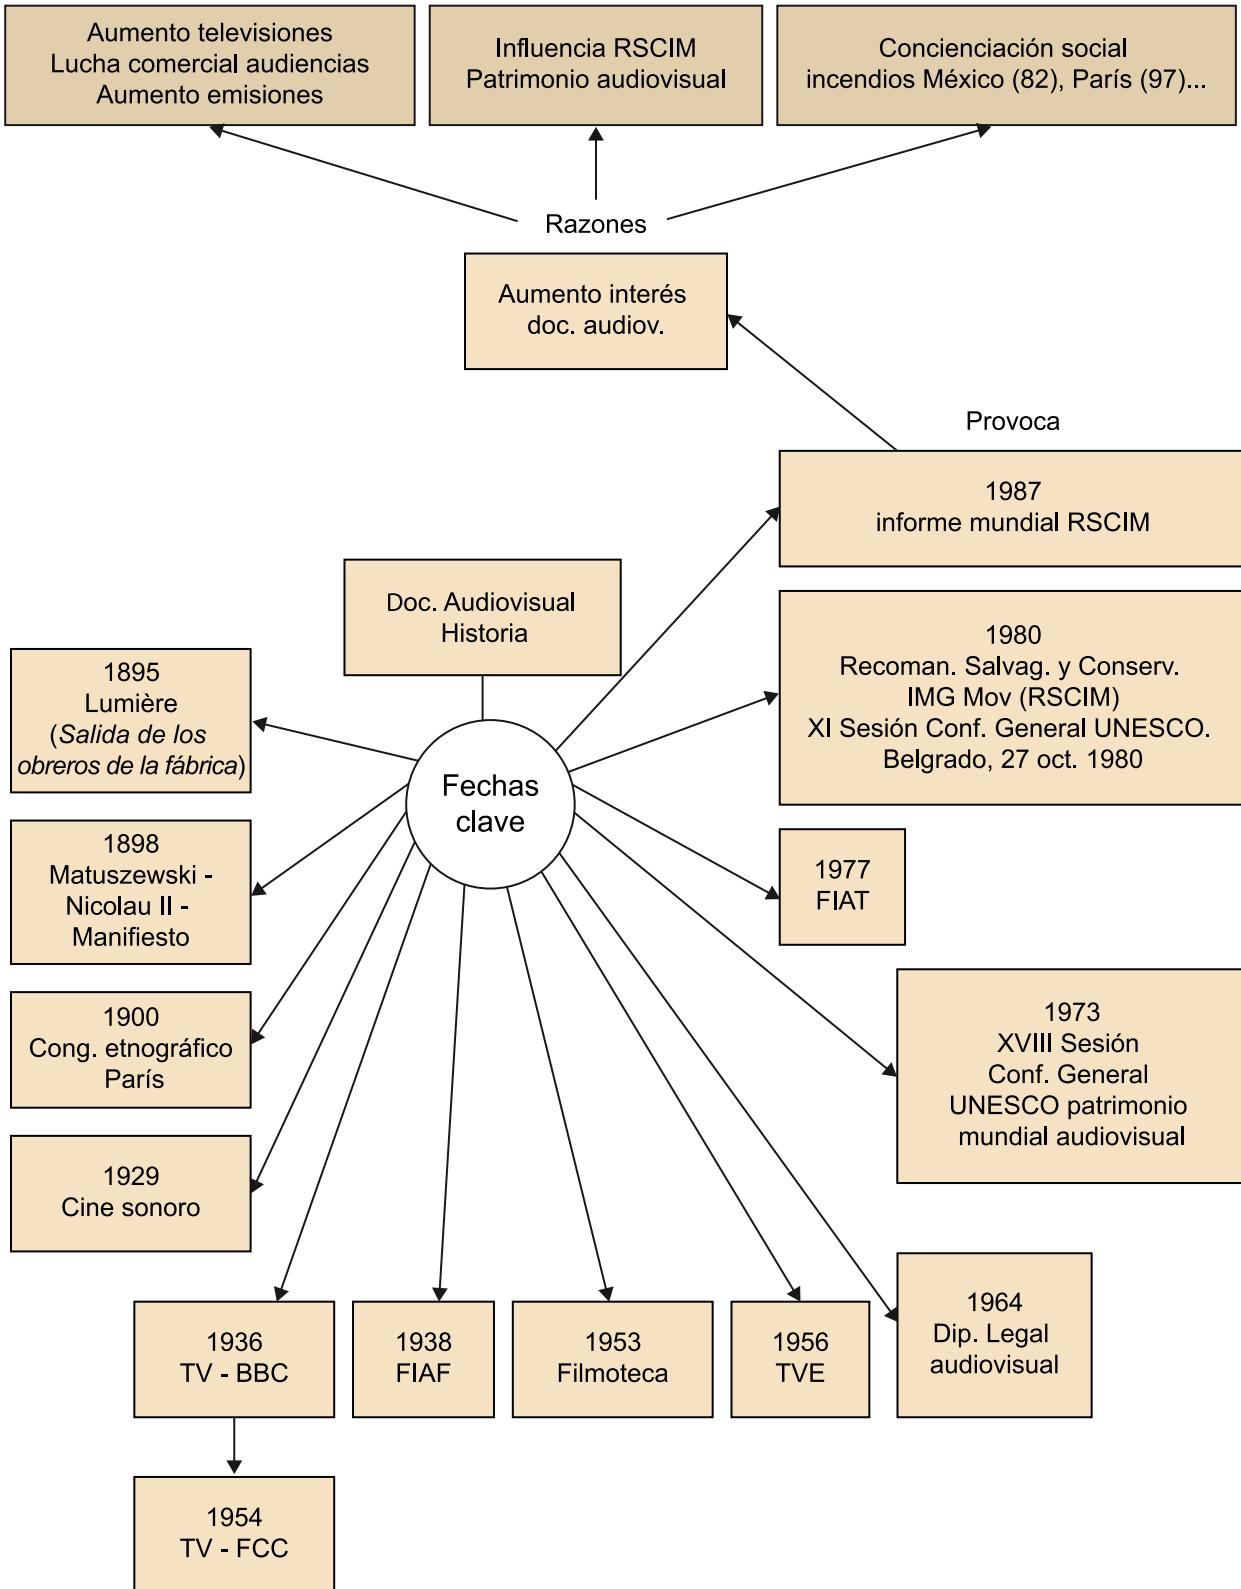 Aumento televisiones
Lucha comercial audiencias
Aumento emisiones
Influencia RSCIM
Patrimonio audiovisual
Concienciación social
incendios México (82), París (97)...
Razones
Aumento interés
doc. audiov.
Provoca
1987
informe mundial RSCIM
Doc. Audiovisual
Historia
1980
Recoman. Salvag. y Conserv.
IMG Mov (RSCIM)
XI Sesión Conf. General UNESCO.
Belgrado, 27 oct. 1980
1895
Lumière
(Salida de los
obreros de la fábrica)
Fechas
clave
1898
Matuszewski -
Nicolau II -
Manifiesto
1977
FIAT
1900
Cong. etnográfico
París
1973
XVIII Sesión
Conf. General
UNESCO patrimonio
mundial audiovisual
1929
Cine sonoro
1936
TV - BBC
1938
FIAF
1953
Filmoteca
1956
TVE
1964
Dip. Legal
audiovisual
1954
TV - FCC